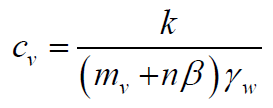 c_v = k / ((m_v + nβ)γ_w)